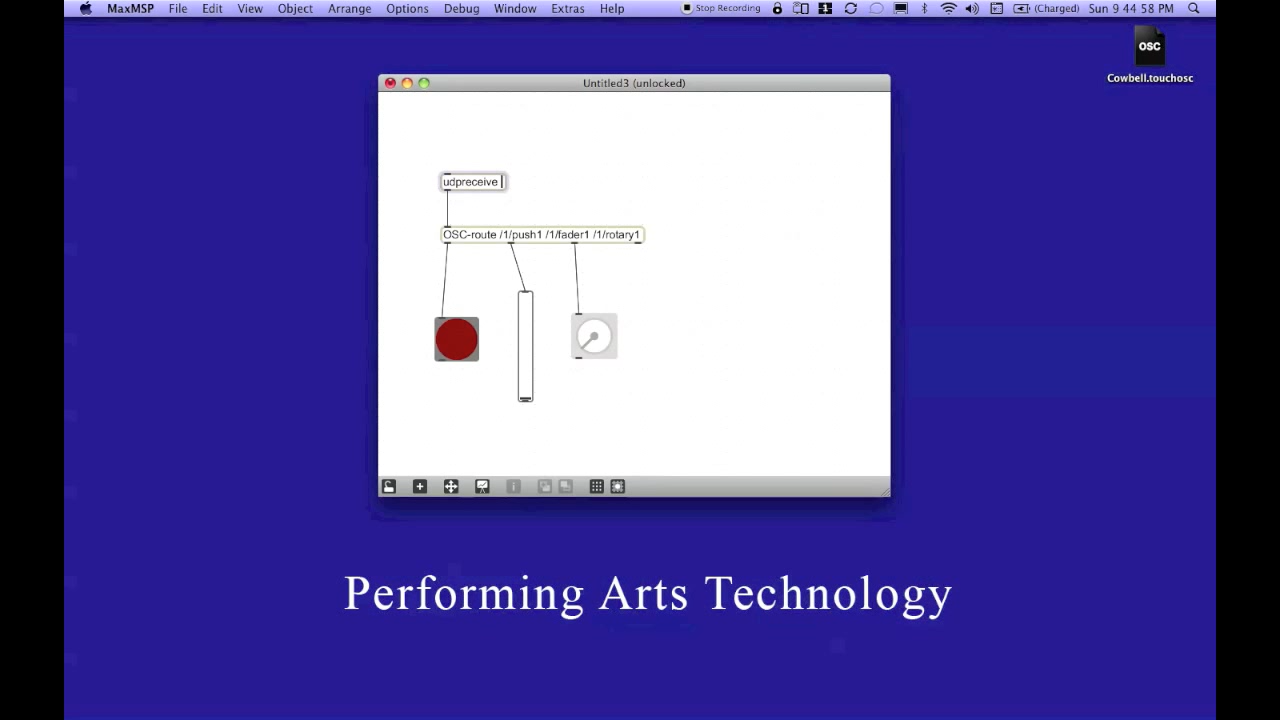 MaxMSP File Edit View Object Arrange Options Debug Window Extras Help Stop Recording (Charged) Sun 9 44 58 PM
OSC
Cowbell.touchosc
Untitled3 (unlocked)
udpreceive
OSC-route /1/push1 /1/fader1 /1/rotary1
Performing Arts Technology